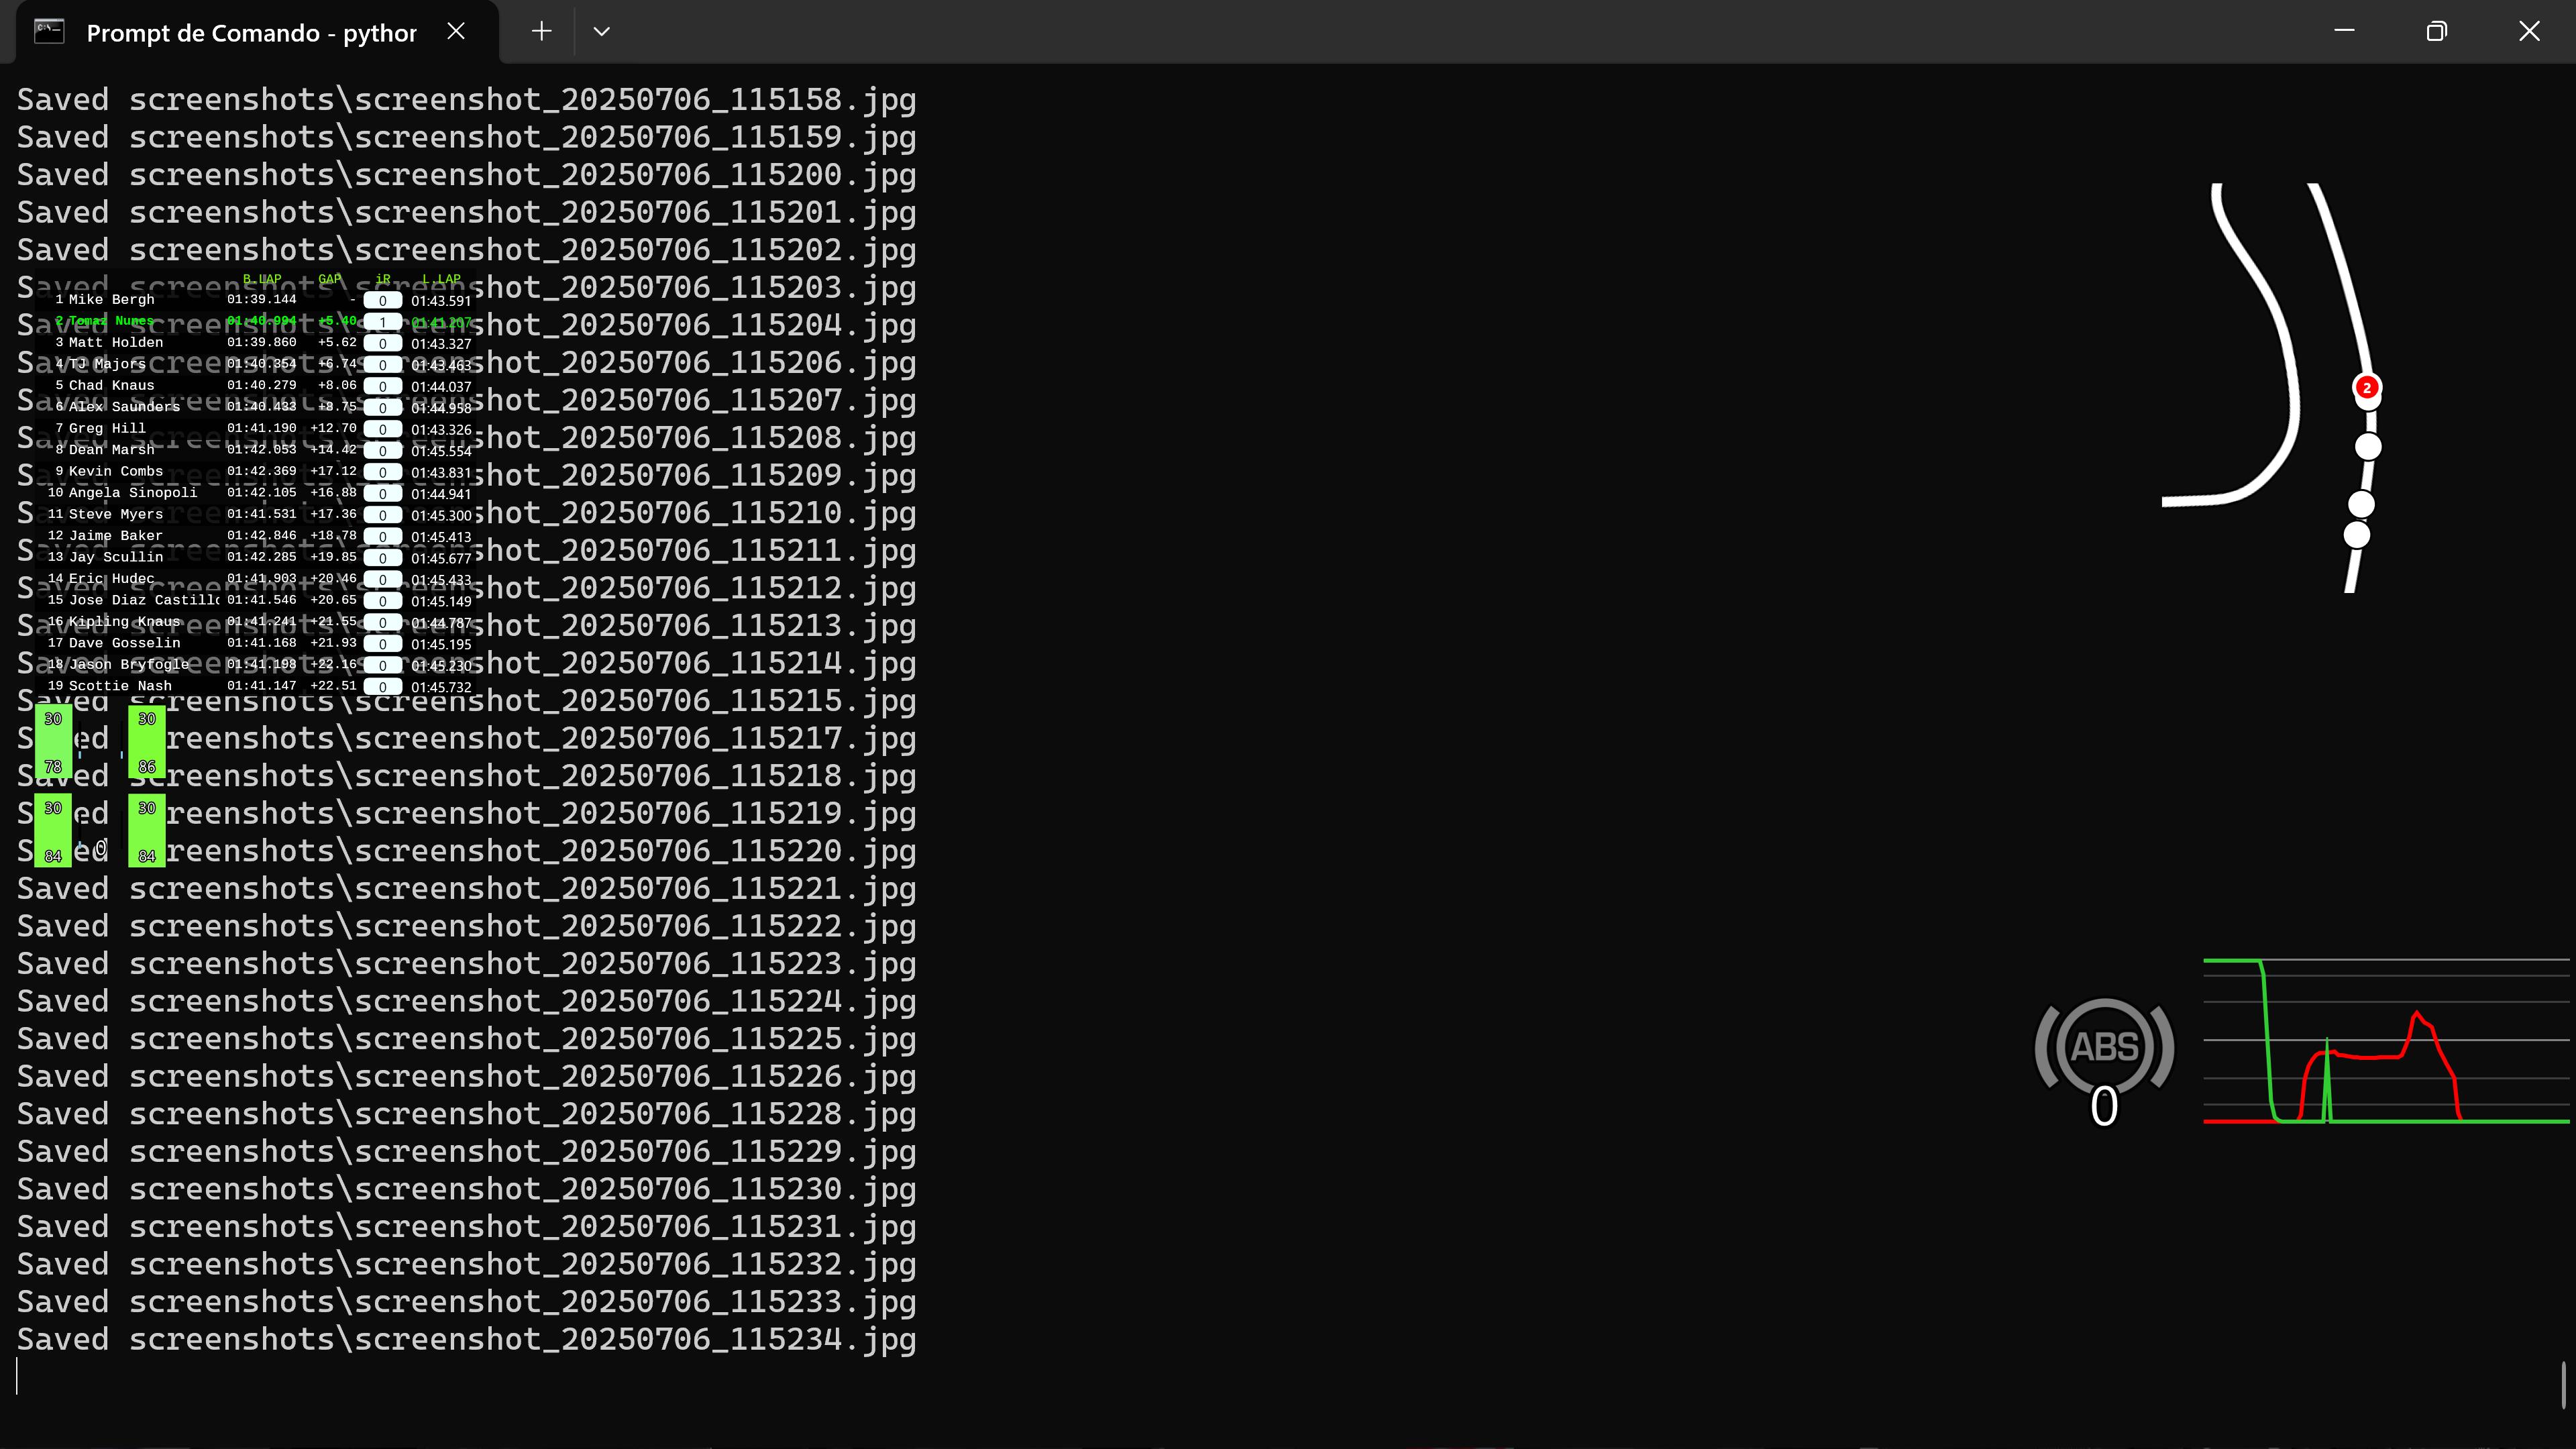 Prompt de Comando - python
Saved screenshots\screenshot_20250706_115158.jpg
Saved screenshots\screenshot_20250706_115159.jpg
Saved screenshots\screenshot_20250706_115200.jpg
Saved screenshots\screenshot_20250706_115201.jpg
Saved screenshots\screenshot_20250706_115202.jpg
Saved screenshots\screenshot_20250706_115203.jpg
Saved screenshots\screenshot_20250706_115204.jpg
Saved screenshots\screenshot_20250706_115206.jpg
Saved screenshots\screenshot_20250706_115207.jpg
Saved screenshots\screenshot_20250706_115208.jpg
Saved screenshots\screenshot_20250706_115209.jpg
Saved screenshots\screenshot_20250706_115210.jpg
Saved screenshots\screenshot_20250706_115211.jpg
Saved screenshots\screenshot_20250706_115212.jpg
Saved screenshots\screenshot_20250706_115213.jpg
Saved screenshots\screenshot_20250706_115214.jpg
Saved screenshots\screenshot_20250706_115215.jpg
Saved screenshots\screenshot_20250706_115217.jpg
Saved screenshots\screenshot_20250706_115218.jpg
Saved screenshots\screenshot_20250706_115219.jpg
Saved screenshots\screenshot_20250706_115220.jpg
Saved screenshots\screenshot_20250706_115221.jpg
Saved screenshots\screenshot_20250706_115222.jpg
Saved screenshots\screenshot_20250706_115223.jpg
Saved screenshots\screenshot_20250706_115224.jpg
Saved screenshots\screenshot_20250706_115225.jpg
Saved screenshots\screenshot_20250706_115226.jpg
Saved screenshots\screenshot_20250706_115228.jpg
Saved screenshots\screenshot_20250706_115229.jpg
Saved screenshots\screenshot_20250706_115230.jpg
Saved screenshots\screenshot_20250706_115231.jpg
Saved screenshots\screenshot_20250706_115232.jpg
Saved screenshots\screenshot_20250706_115233.jpg
Saved screenshots\screenshot_20250706_115234.jpg
B.LAP GAP iR L.LAP
1 Mike Bergh 01:39.144 - 0 01:43.591
2 Tomaz Nunes 01:40.994 +5.40 1 01:41.207
3 Matt Holden 01:39.860 +5.62 0 01:43.327
4 TJ Majors 01:40.354 +6.74 0 01:43.463
5 Chad Knaus 01:40.279 +8.06 0 01:44.037
6 Alex Saunders 01:40.433 +8.75 0 01:44.958
7 Greg Hill 01:41.190 +12.70 0 01:43.326
8 Dean Marsh 01:42.053 +14.42 0 01:45.554
9 Kevin Combs 01:42.369 +17.12 0 01:43.831
10 Angela Sinopoli 01:42.105 +16.88 0 01:44.941
11 Steve Myers 01:41.531 +17.36 0 01:45.300
12 Jaime Baker 01:42.846 +18.78 0 01:45.413
13 Jay Scullin 01:42.285 +19.85 0 01:45.677
14 Eric Hudec 01:41.903 +20.46 0 01:45.433
15 Jose Diaz Castillo 01:41.546 +20.65 0 01:45.149
16 Kipling Knaus 01:41.241 +21.55 0 01:44.787
17 Dave Gosselin 01:41.168 +21.93 0 01:45.195
18 Jason Bryfogle 01:41.198 +22.16 0 01:45.230
19 Scottie Nash 01:41.147 +22.51 0 01:45.732
30 30
78 86
30 30
0
84 84
2
ABS
0